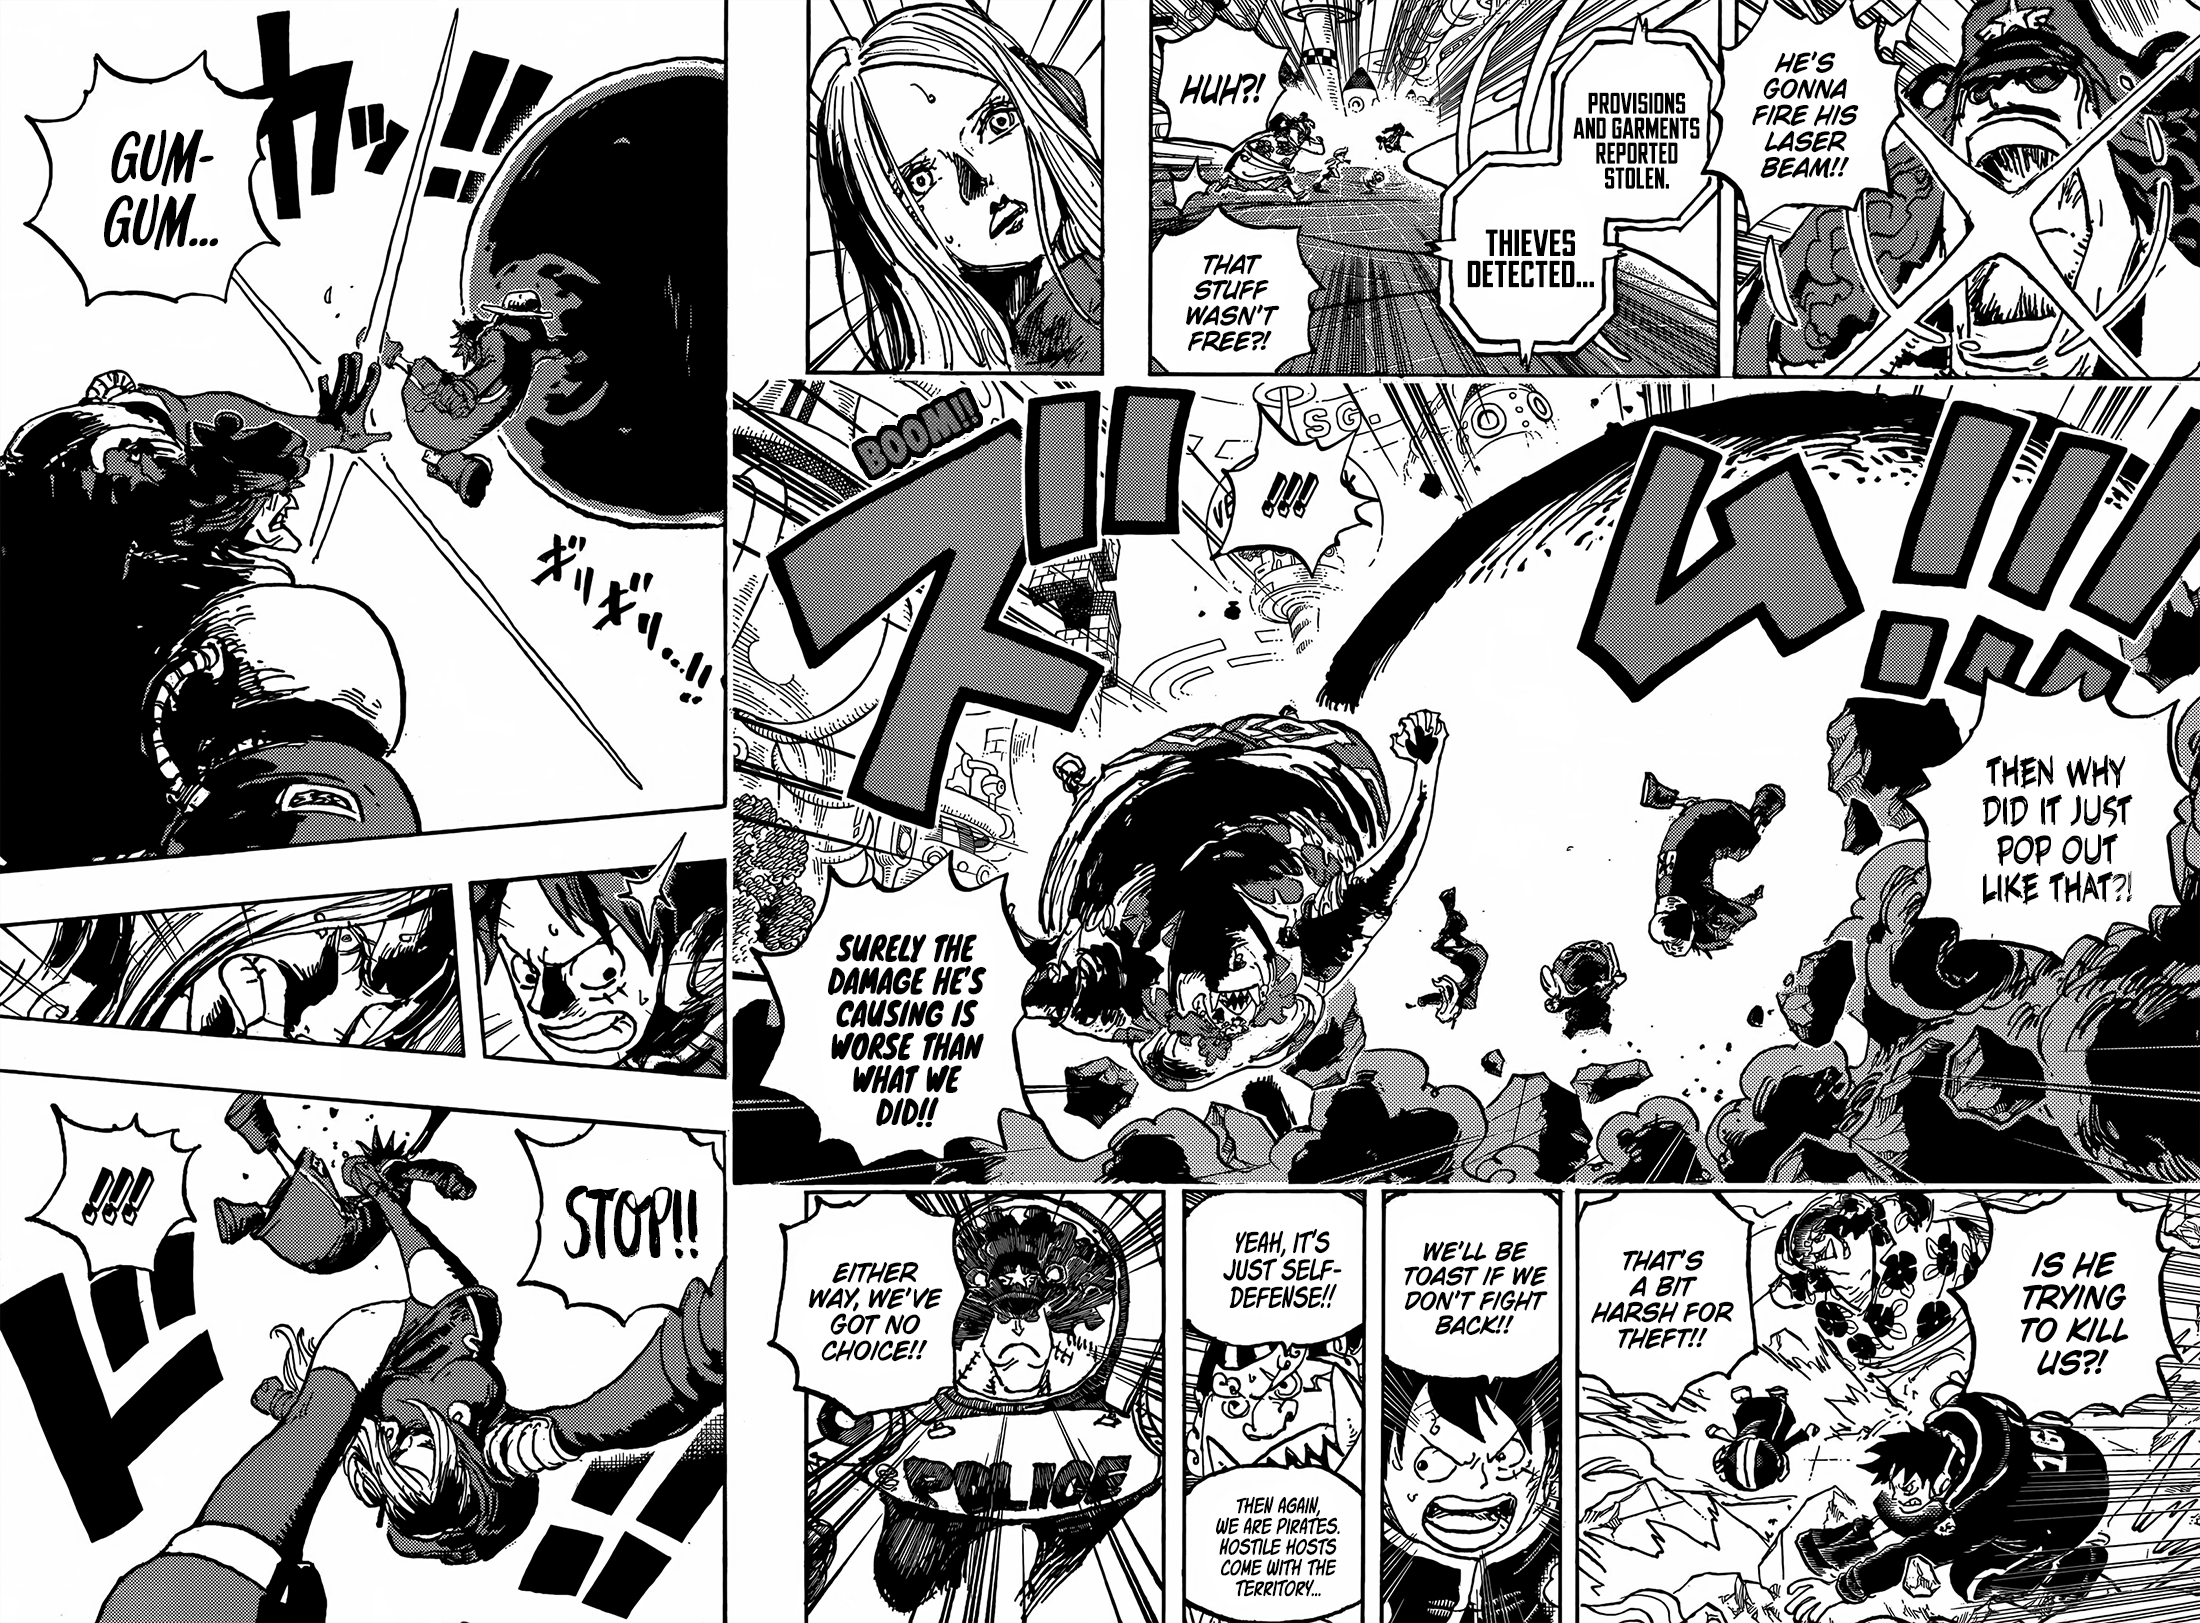 HE'S
GONNA
FIRE HIS
LASER
BEAM!!
PROVISIONS
AND GARMENTS
REPORTED
STOLEN.
THIEVES
DETECTED...
HUH?!
THAT
STUFF
WASN'T
FREE?!
THEN WHY
DID IT JUST
POP OUT
LIKE THAT?!
ズム!!!
SG.
!!!
BOOM!!
SURELY THE
DAMAGE HE'S
CAUSING IS
WORSE THAN
WHAT WE
DID!!
IS HE
TRYING
TO KILL
US?!
THAT'S
A BIT
HARSH FOR
THEFT!!
WE'LL BE
TOAST IF WE
DON'T FIGHT
BACK!!
YEAH, IT'S
JUST SELF-
DEFENSE!!
THEN AGAIN,
WE ARE PIRATES.
HOSTILE HOSTS
COME WITH THE
TERRITORY...
EITHER
WAY, WE'VE
GOT NO
CHOICE!!
POLICE
カッ!!
GUM-
GUM...
ギリギリ...!!
STOP!!
!!!
ド!!